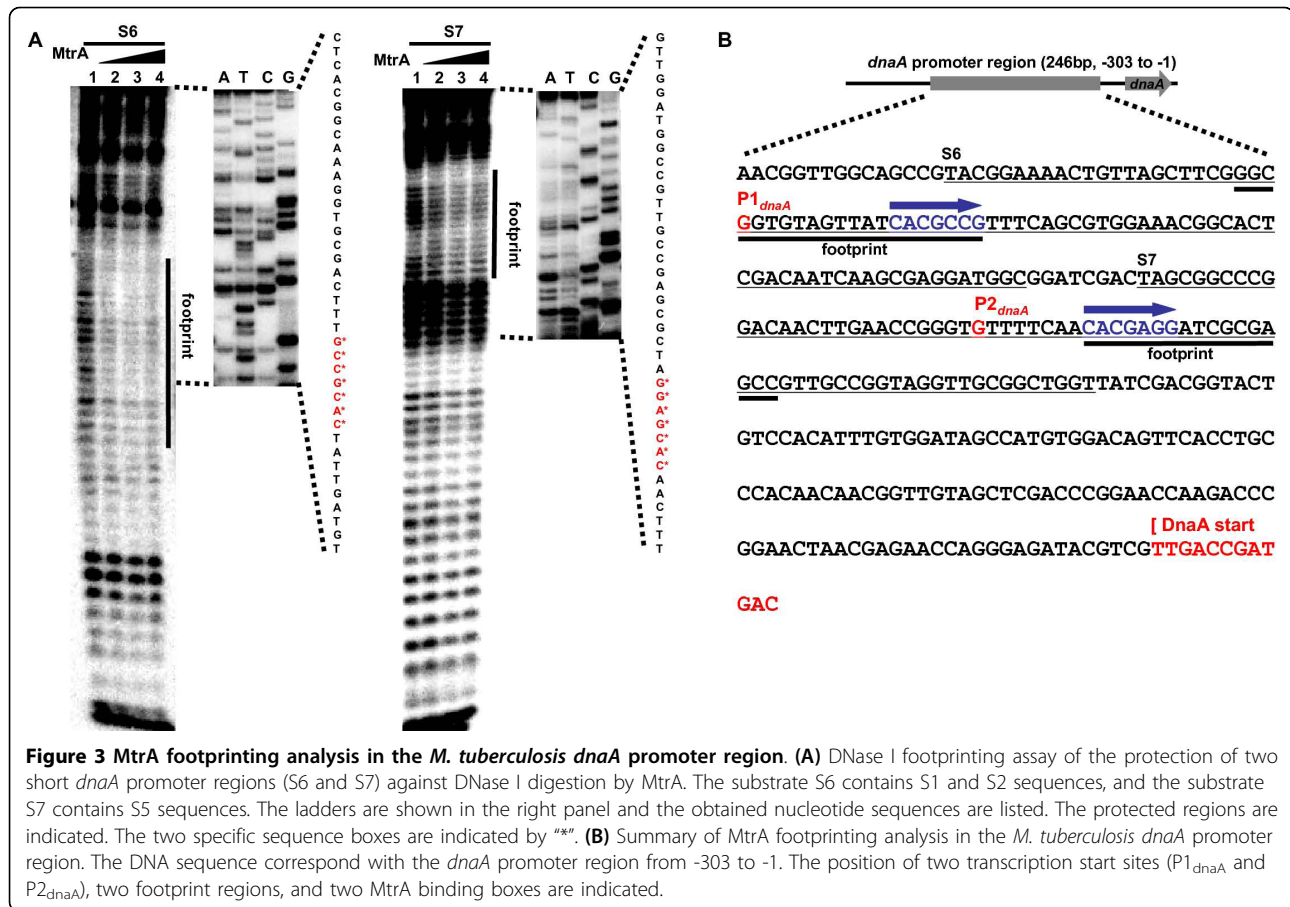 A
S6
MtrA
1 2 3 4
A T C G
footprint
C
T
C
A
C
G
G
C
A
A
A
G
G
T
G
C
G
A
C
T
T
T
G*
C*
C*
G*
C*
A*
C*
T
A
T
T
G
A
T
G
T
S7
MtrA
1 2 3 4
A T C G
footprint
G
T
T
G
G
A
T
G
G
C
C
G
T
T
G
C
C
G
A
G
C
G
C
T
A
G*
G*
A*
G*
C*
A*
C*
A
A
C
T
T
T
B
dnaA promoter region (246bp, -303 to -1)
dnaA
S6
AACGGTTGGCAGCCGTACGGAAAACTGTTAGCTTCGGGC
P1dnaA
GGTGTAGTTATCACGCCGTTTCAGCGTGGAAACGGCACT
footprint
S7
CGACAATCAAGCGAGGATGGCGGATCGACTAGCGGCCCG
P2dnaA
GACAACTTGAACCGGGTGTTTTCAACACGAGGATCGCGA
footprint
GCCGTTGCCGGTAGGTTGCGGCTGGTTATCGACGGTACT
GTCCACATTTGTGGATAGCCATGTGGACAGTTCACCTGC
CCACAACAACGGTTGTAGCTCGACCCGGAACCAAGACCC
[ DnaA start
GGAACTAACGAGAACCAGGGAGATACGTCGTTGACCGAT
GAC
Figure 3 MtrA footprinting analysis in the M. tuberculosis dnaA promoter region. (A) DNase I footprinting assay of the protection of two
short dnaA promoter regions (S6 and S7) against DNase I digestion by MtrA. The substrate S6 contains S1 and S2 sequences, and the substrate
S7 contains S5 sequences. The ladders are shown in the right panel and the obtained nucleotide sequences are listed. The protected regions are
indicated. The two specific sequence boxes are indicated by “*”. (B) Summary of MtrA footprinting analysis in the M. tuberculosis dnaA promoter
region. The DNA sequence correspond with the dnaA promoter region from -303 to -1. The position of two transcription start sites (P1dnaA and
P2dnaA), two footprint regions, and two MtrA binding boxes are indicated.